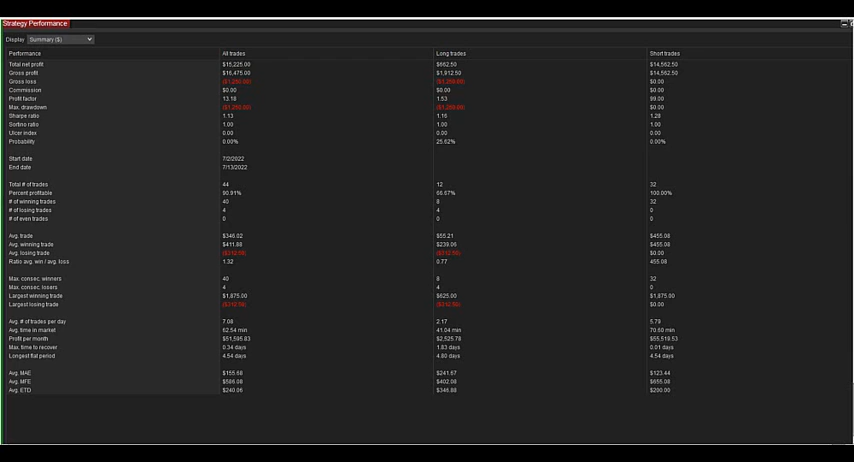 Strategy Performance
Display Summary ($)
Performance All trades Long trades Short trades
Total net profit $15,225.00 $662.50 $14,562.50
Gross profit $16,475.00 $1,912.50 $14,562.50
Gross loss ($1,250.00) ($1,250.00) $0.00
Commission $0.00 $0.00 $0.00
Profit factor 13.18 1.53 99.00
Max. drawdown ($1,250.00) ($1,250.00) $0.00
Sharpe ratio 1.13 1.16 1.28
Sortino ratio 1.00 1.00 1.00
Ulcer index 0.00 0.00 0.00
Probability 0.00% 25.62% 0.00%
Start date 7/2/2022
End date 7/13/2022
Total # of trades 44 12 32
Percent profitable 90.91% 66.67% 100.00%
# of winning trades 40 8 32
# of losing trades 4 4 0
# of even trades 0 0 0
Avg. trade $346.02 $55.21 $455.08
Avg. winning trade $411.88 $239.06 $455.08
Avg. losing trade ($312.50) ($312.50) $0.00
Ratio avg. win / avg. loss 1.32 0.77 455.08
Max. consec. winners 40 8 32
Max. consec. losers 4 4 0
Largest winning trade $1,875.00 $625.00 $1,875.00
Largest losing trade ($312.50) ($312.50) $0.00
Avg. # of trades per day 7.08 2.17 5.79
Avg. time in market 62.54 min 41.04 min 70.60 min
Profit per month $2,525.78
Max. time to recover 0.34 days 1.83 days 0.01 days
Longest flat period 4.54 days 4.80 days 4.54 days
Avg. MAE $155.68 $241.67 $123.44
Avg. MFE $586.08 $402.08 $655.08
Avg. ETD $240.06 $346.88 $200.00